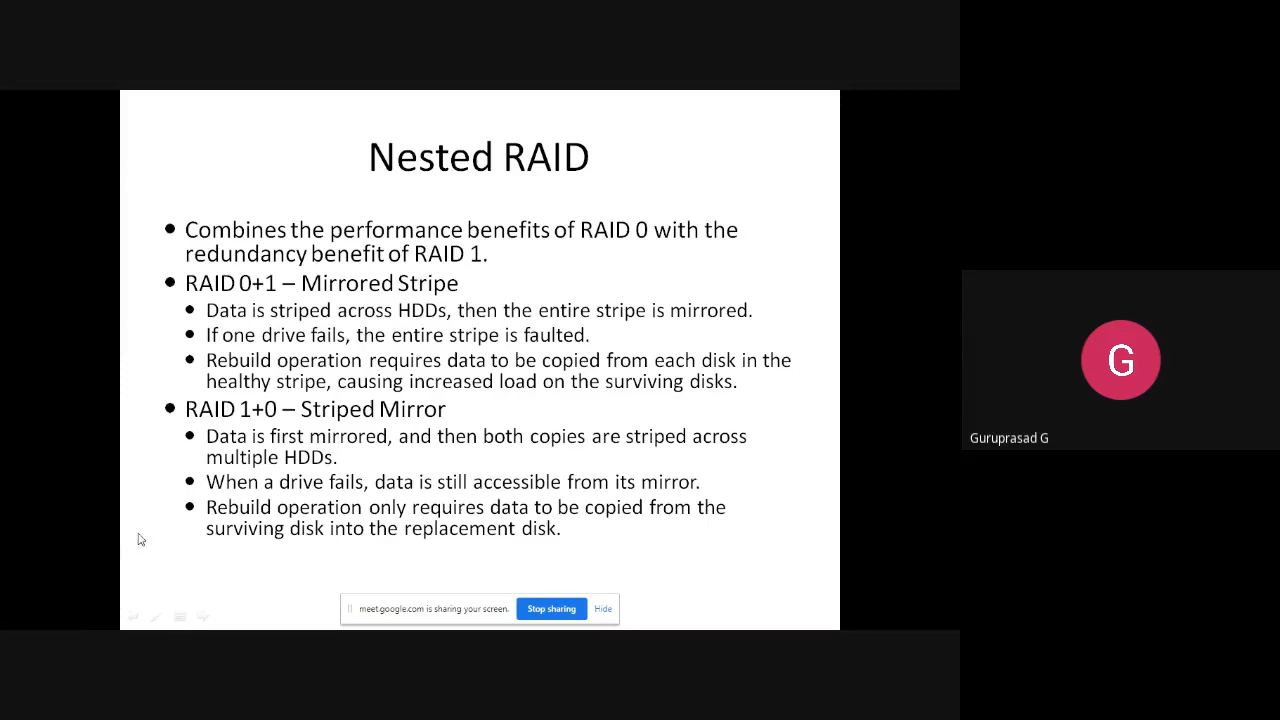 Nested RAID
• Combines the performance benefits of RAID 0 with the
redundancy benefit of RAID 1.
• RAID 0+1 – Mirrored Stripe
• Data is striped across HDDs, then the entire stripe is mirrored.
• If one drive fails, the entire stripe is faulted.
• Rebuild operation requires data to be copied from each disk in the
healthy stripe, causing increased load on the surviving disks.
• RAID 1+0 – Striped Mirror
• Data is first mirrored, and then both copies are striped across
multiple HDDs.
• When a drive fails, data is still accessible from its mirror.
• Rebuild operation only requires data to be copied from the
surviving disk into the replacement disk.
meet.google.com is sharing your screen. Stop sharing Hide
G
Guruprasad G